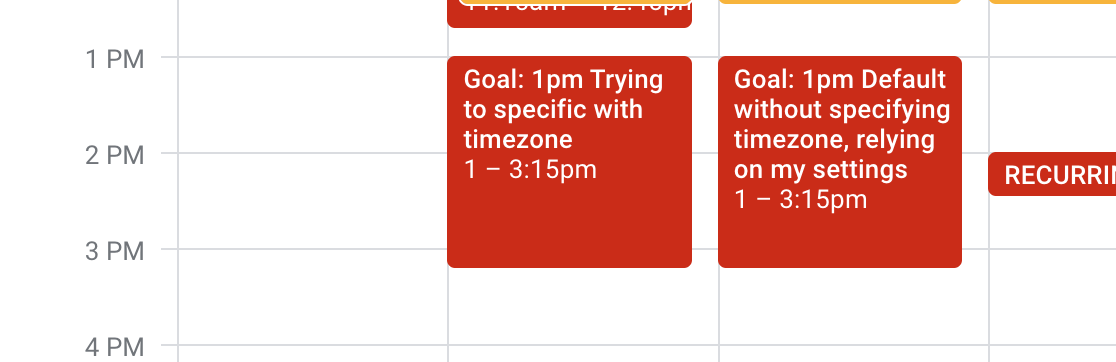 1 PM
2 PM
3 PM
4 PM
Goal: 1pm Trying
to specific with
timezone
1 – 3:15pm
Goal: 1pm Default
without specifying
timezone, relying
on my settings
1 – 3:15pm
RECURRIN